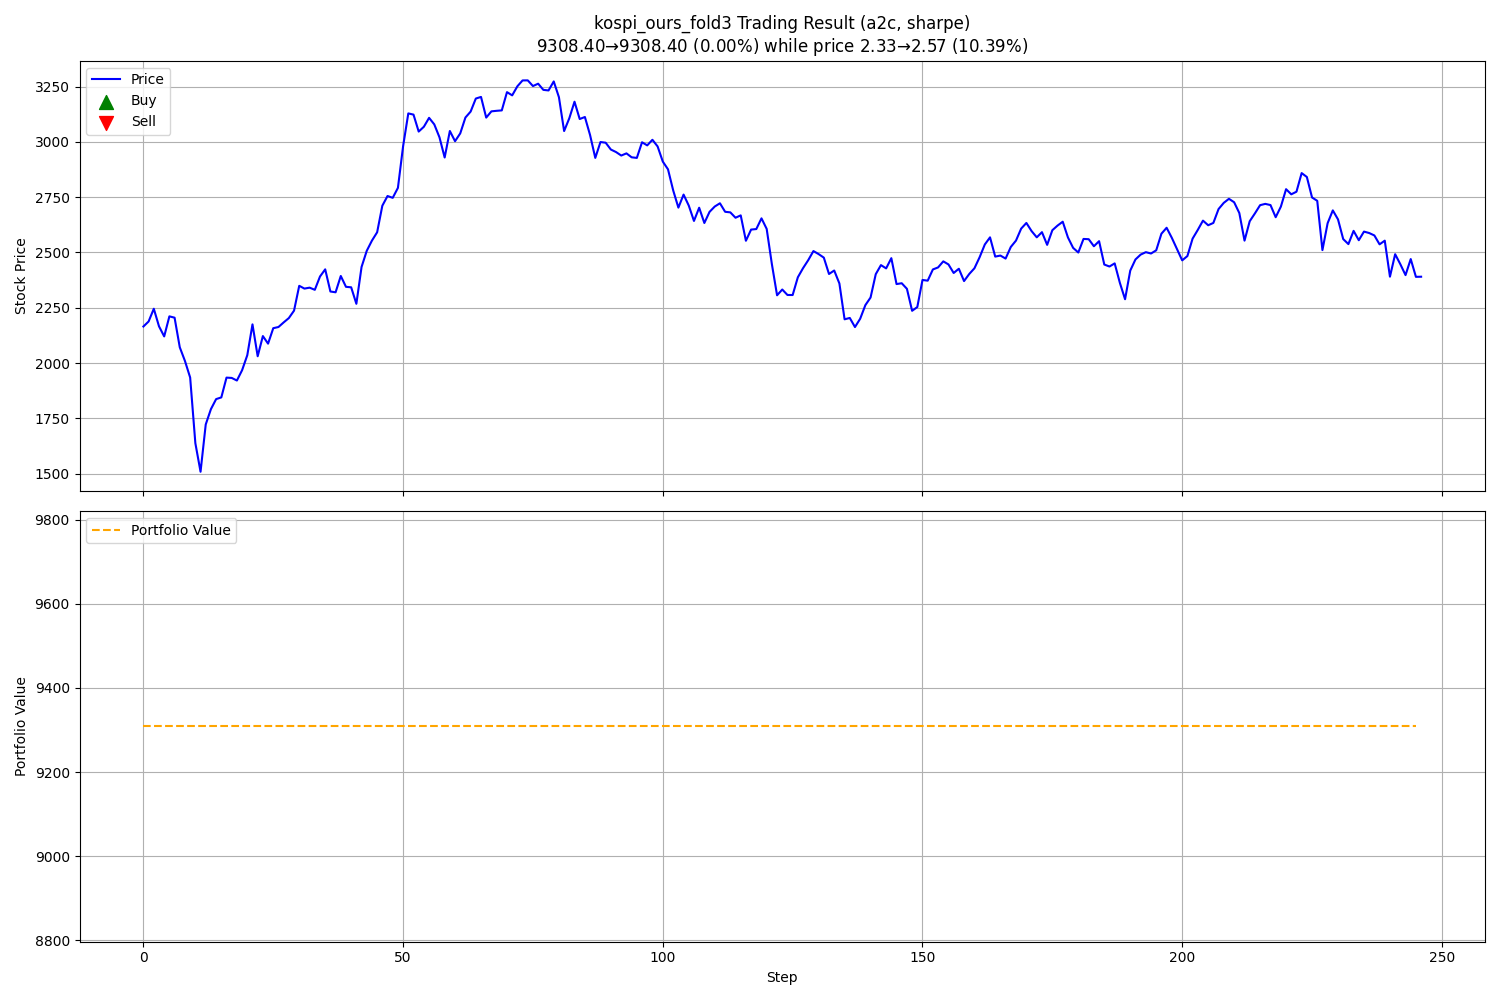 kospi_ours_fold3 Trading Result (a2c, sharpe)
9308.40→9308.40 (0.00%) while price 2.33→2.57 (10.39%)
Price
Buy
Sell
Stock Price
3250
3000
2750
2500
2250
2000
1750
1500
Portfolio Value
Portfolio Value
9800
9600
9400
9200
9000
8800
0
50
100
150
200
250
Step